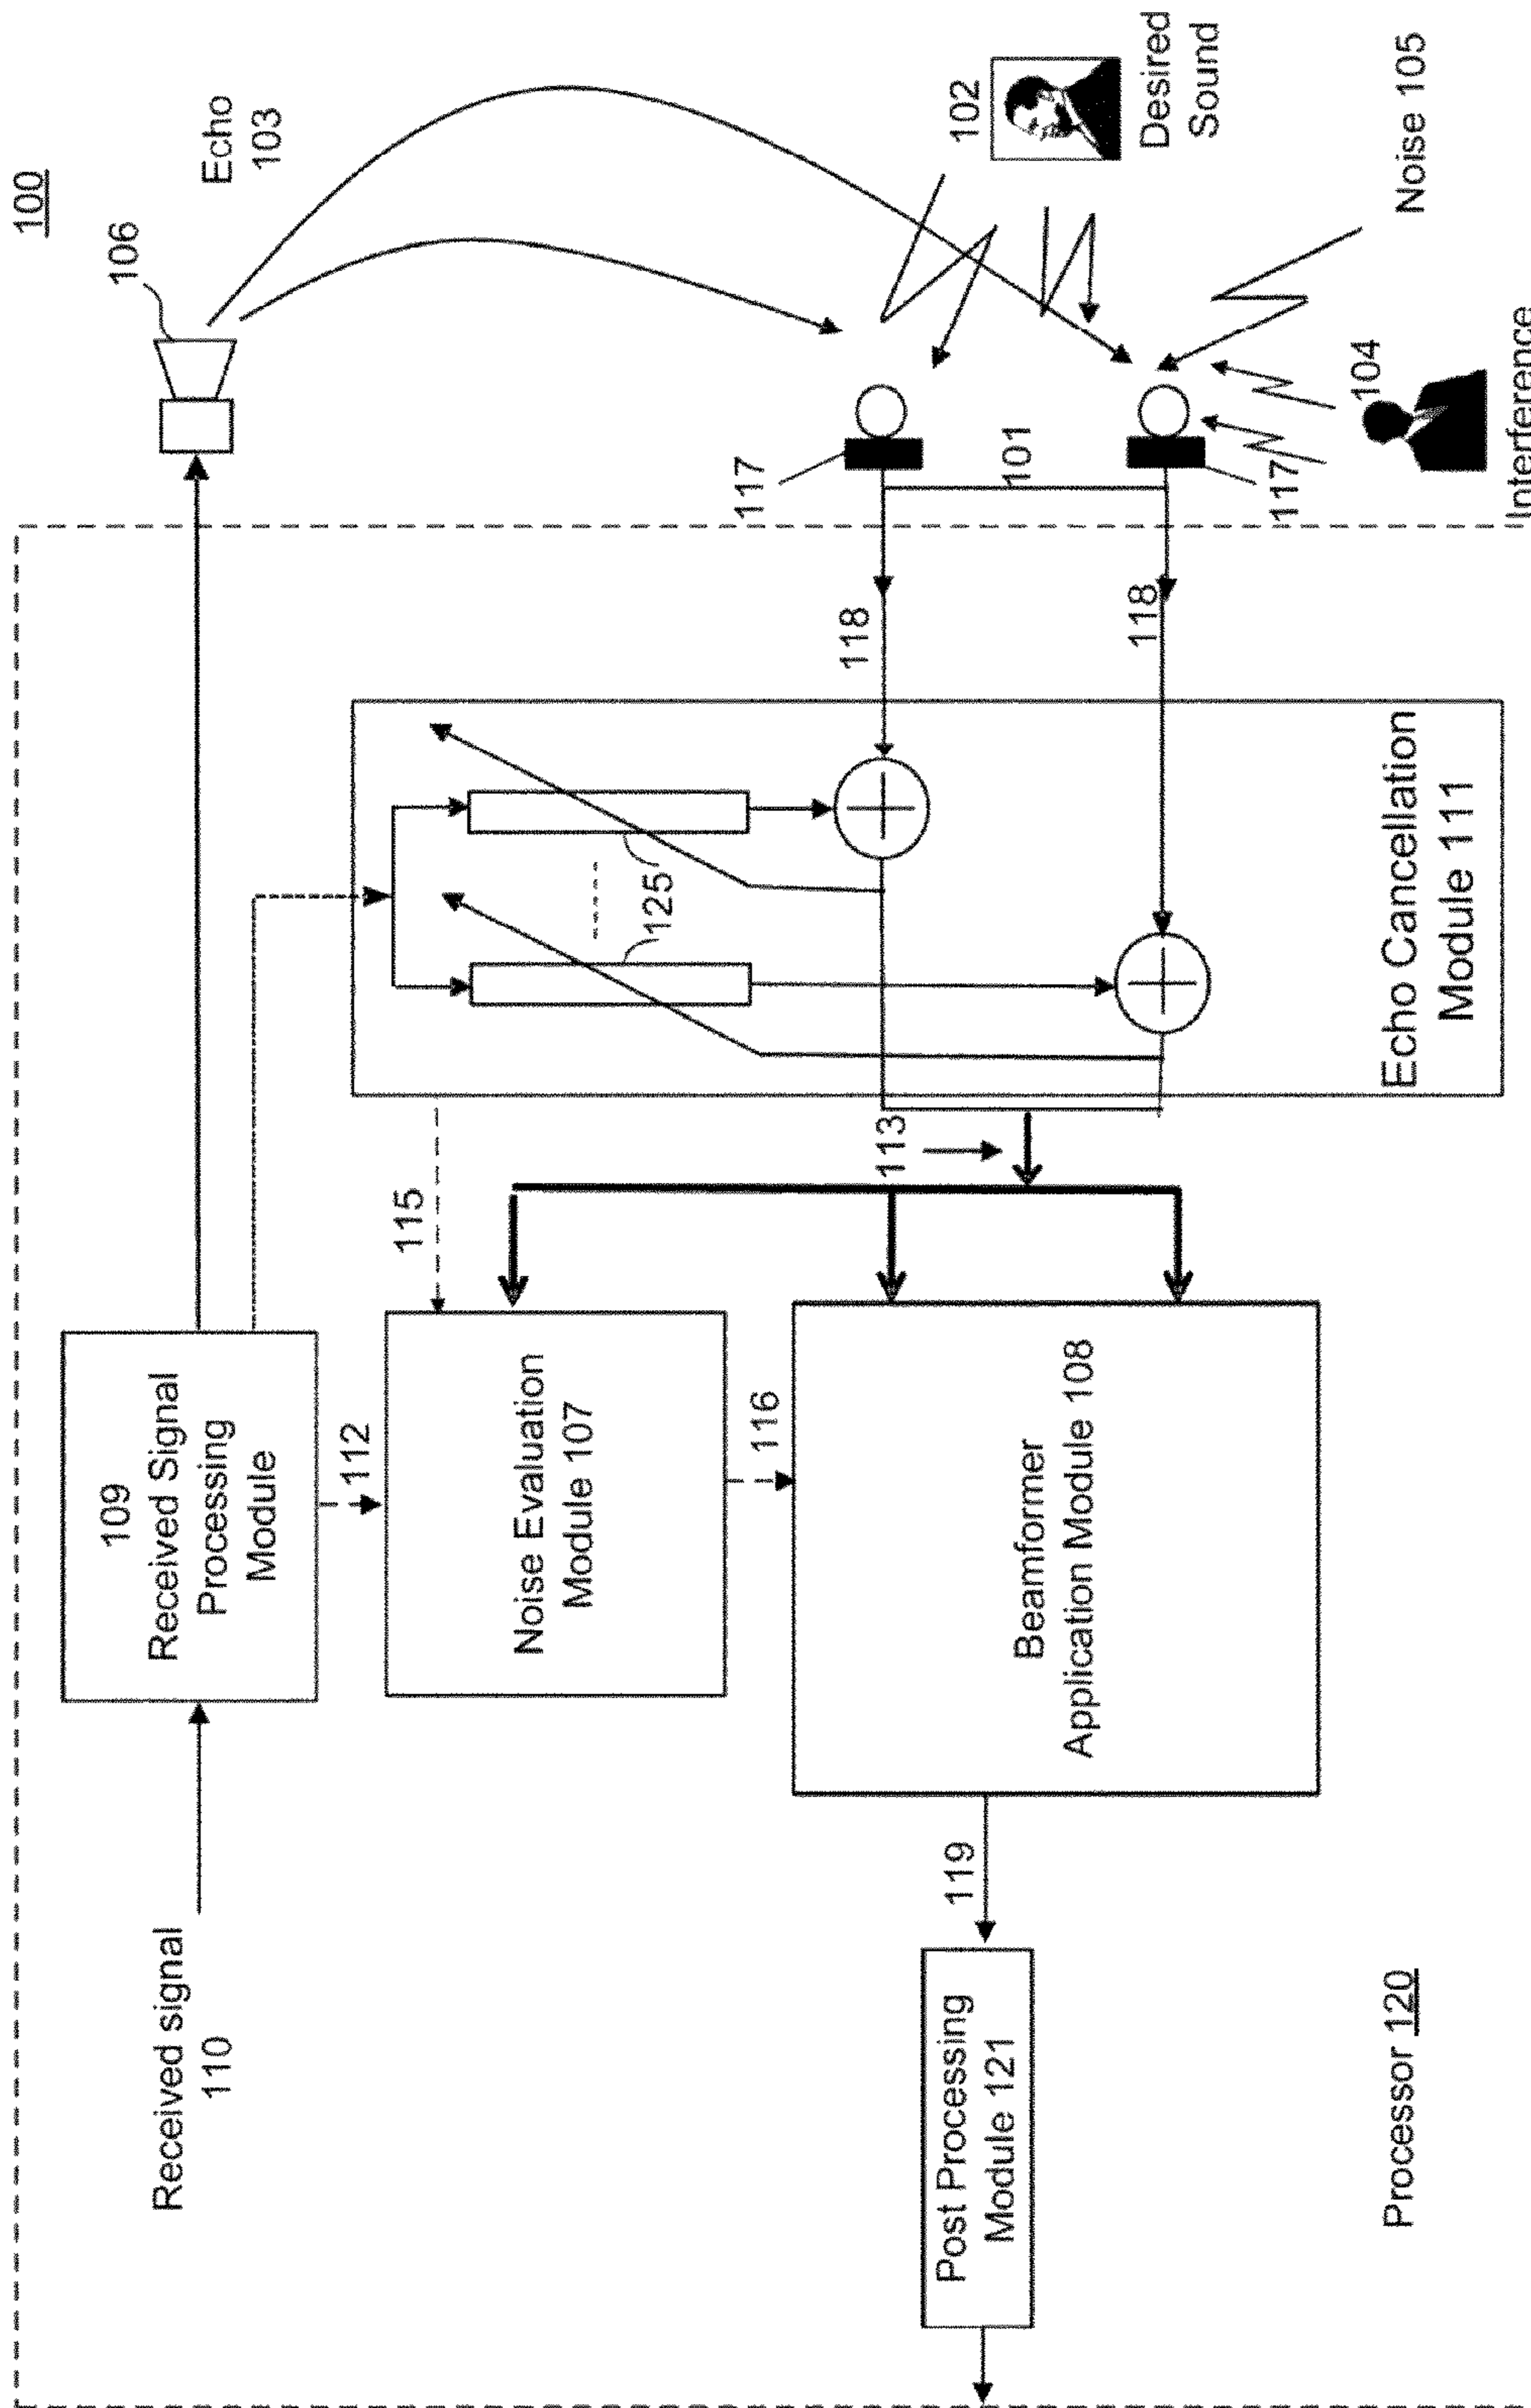 100
Echo
103
106
102
Desired
Sound
Noise 105
104
Interference
117
101
117
118
118
125
Echo Cancellation
Module 111
113
115
109
Received Signal
Processing
Module
112
Noise Evaluation
Module 107
116
Beamformer
Application Module 108
Received signal
110
119
Post Processing
Module 121
Processor 120